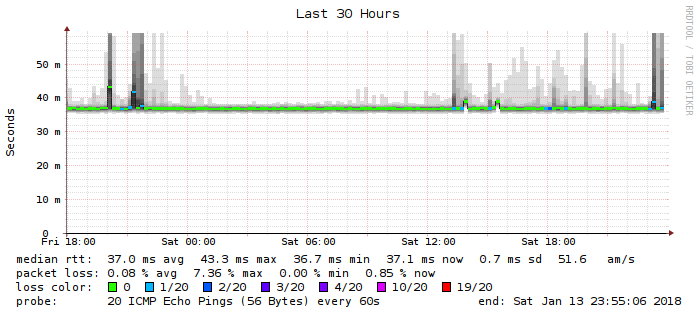 Last 30 Hours
RRDTOOL / TOBI OETIKER
Seconds
50 m
40 m
30 m
20 m
10 m
0
Fri 18:00 Sat 00:00 Sat 06:00 Sat 12:00 Sat 18:00
median rtt: 37.0 ms avg 43.3 ms max 36.7 ms min 37.1 ms now 0.7 ms sd 51.6 am/s
packet loss: 0.08 % avg 7.36 % max 0.00 % min 0.85 % now
loss color: 0 1/20 2/20 3/20 4/20 10/20 19/20
probe: 20 ICMP Echo Pings (56 Bytes) every 60s end: Sat Jan 13 23:55:06 2018